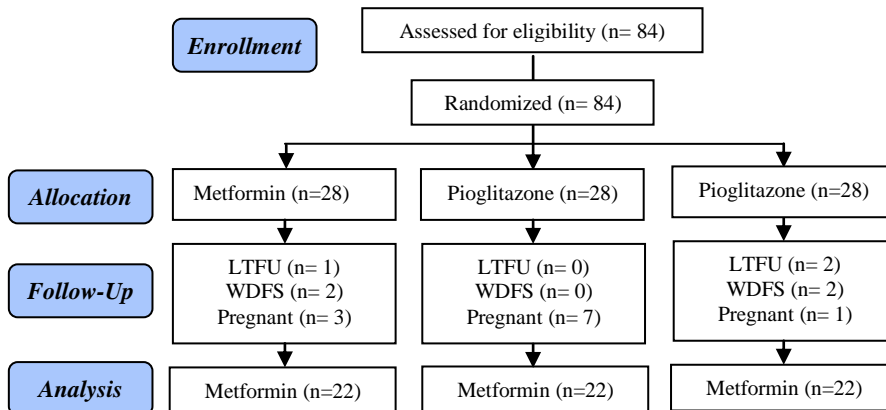 Enrollment
Assessed for eligibility (n= 84)
Randomized (n= 84)
Allocation
Metformin (n=28)
Pioglitazone (n=28)
Pioglitazone (n=28)
Follow-Up
LTFU (n= 1)
WDFS (n= 2)
Pregnant (n= 3)
LTFU (n= 0)
WDFS (n= 0)
Pregnant (n= 7)
LTFU (n= 2)
WDFS (n= 2)
Pregnant (n= 1)
Analysis
Metformin (n=22)
Metformin (n=22)
Metformin (n=22)